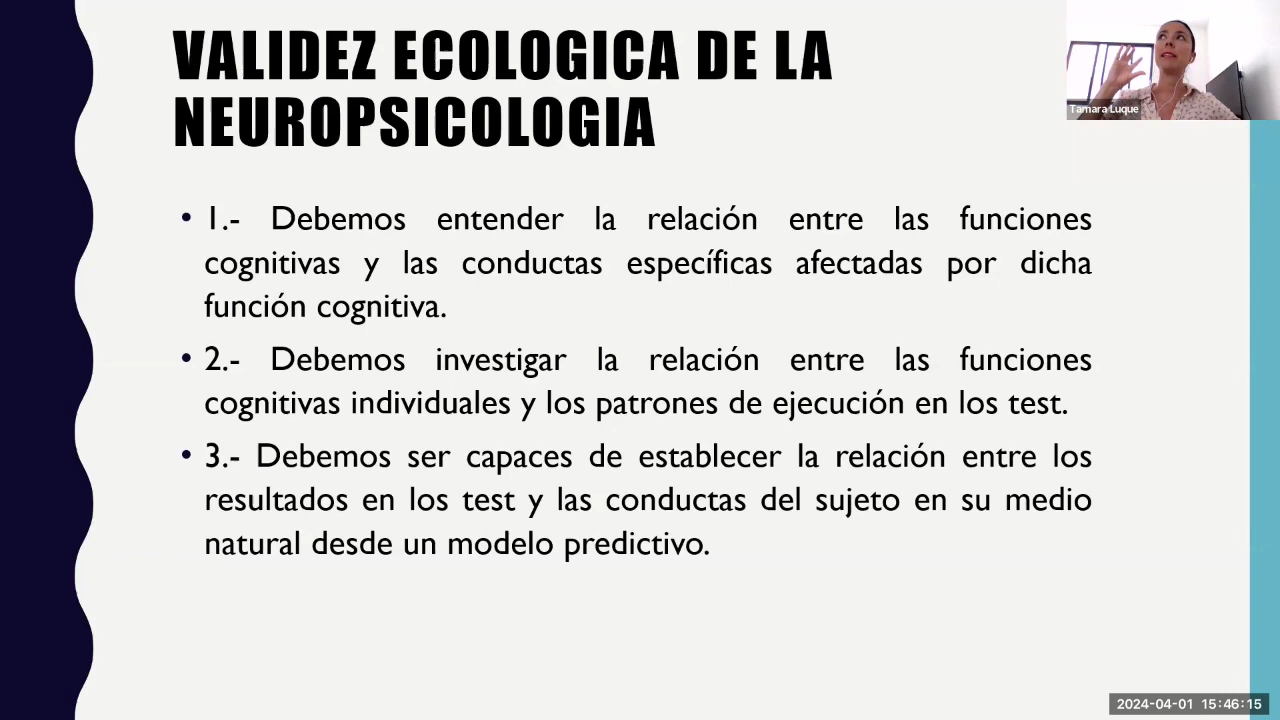 VALIDEZ ECOLOGICA DE LA
NEUROPSICOLOGIA
Tamara Luque
• 1.- Debemos entender la relación entre las funciones
cognitivas y las conductas específicas afectadas por dicha
función cognitiva.
• 2.- Debemos investigar la relación entre las funciones
cognitivas individuales y los patrones de ejecución en los test.
• 3.- Debemos ser capaces de establecer la relación entre los
resultados en los test y las conductas del sujeto en su medio
natural desde un modelo predictivo.
2024-04-01 15:46:15